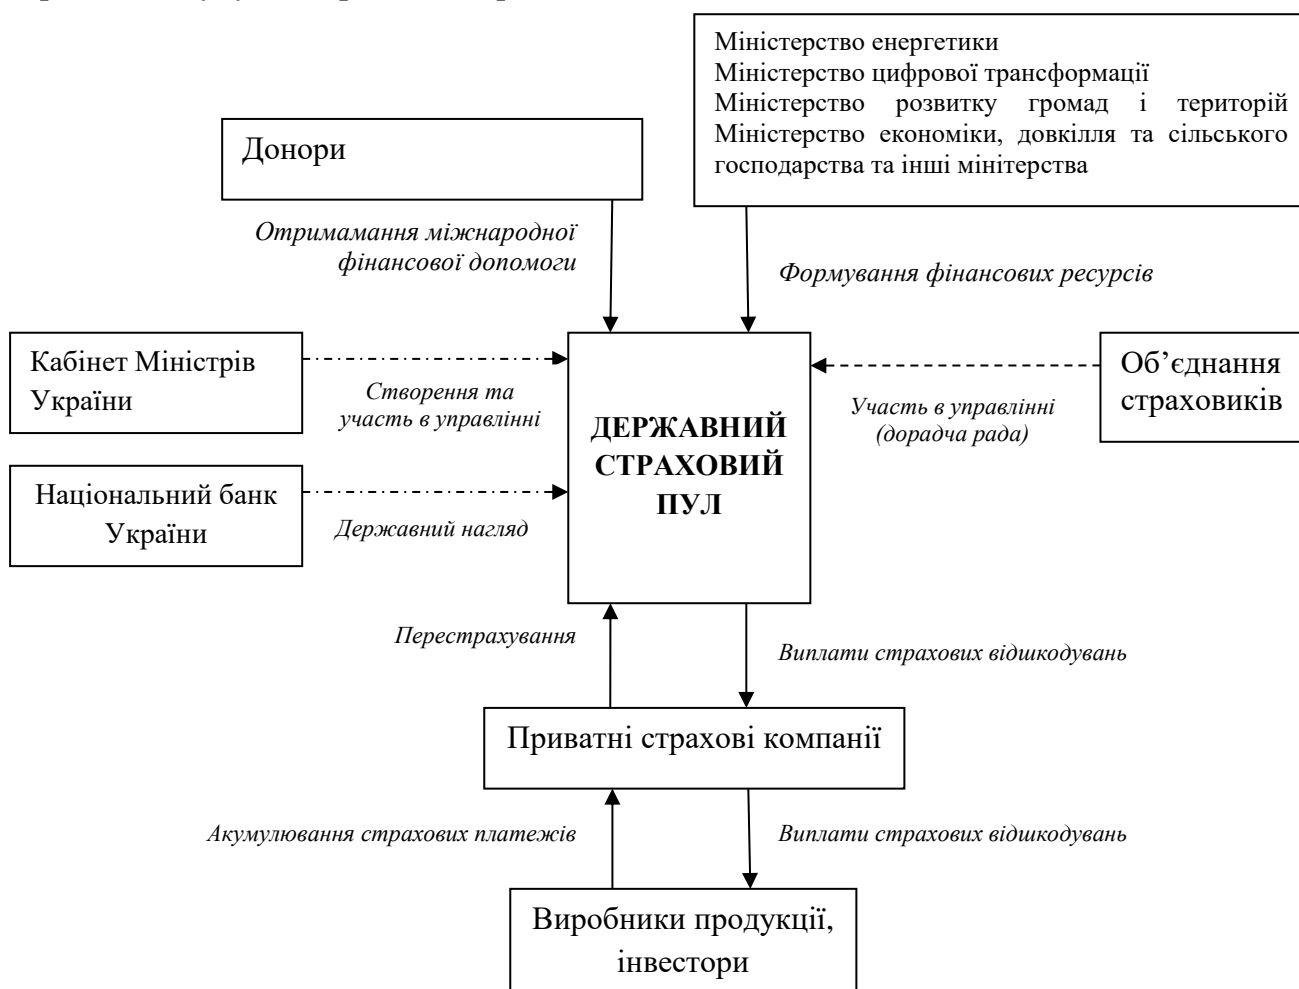 Міністерство енергетики
Міністерство цифрової трансформації
Міністерство розвитку громад і територій
Міністерство економіки, довкілля та сільського
господарства та інші мінітерства
Донори
Отримамання міжнародної
фінансової допомоги
Формування фінансових ресурсів
Кабінет Міністрів
України
Створення та
участь в управлінні
Об’єднання
страховиків
Участь в управлінні
(дорадча рада)
ДЕРЖАВНИЙ
СТРАХОВИЙ
ПУЛ
Національний банк
України
Державний нагляд
Перестрахування
Виплати страхових відшкодувань
Приватні страхові компанії
Акумулювання страхових платежів
Виплати страхових відшкодувань
Виробники продукції,
інвестори